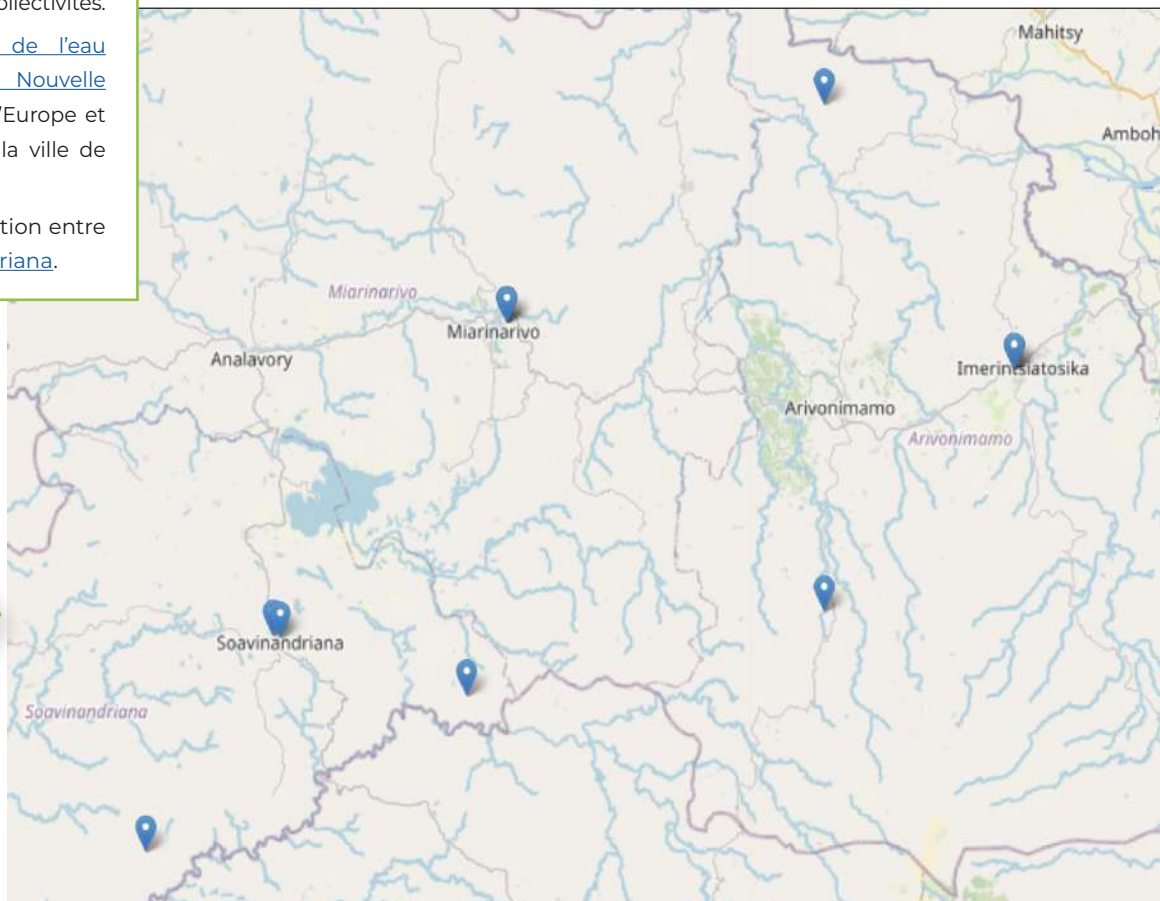 ollectivités.
de l'eau
Nouvelle
'Europe et
la ville de
tion entre
riana.
Mahitsy
Amboh
Miarinarivo
Miarinarivo
Analavory
Imerintsiatosika
Arivonimamo
Arivonimamo
Soavinandriana
Soavinandriana